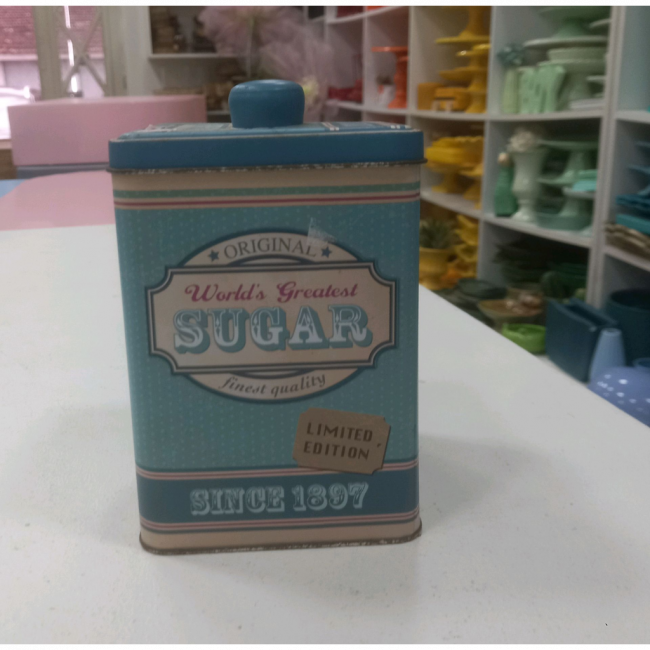 ORIGINAL
World's Greatest
SUGAR
finest quality
LIMITED
EDITION
SINCE 1897